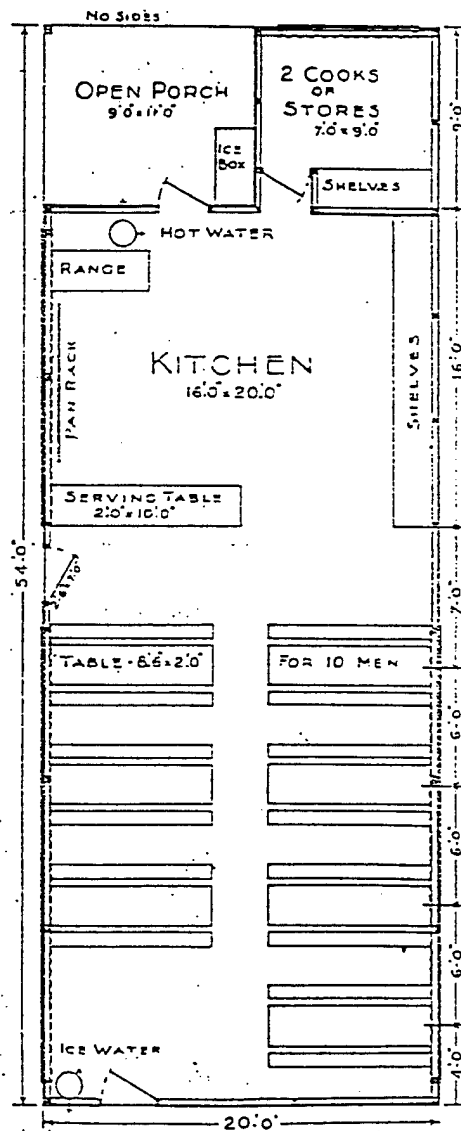 NO SIDES
OPEN PORCH
9'0"x11'0"
2 COOKS
OR
STORES
7'0"x9'0"
ICE
BOX
SHELVES
9'0"
HOT WATER
RANGE
PAN RACK
KITCHEN
16'0"x20'0"
SHELVES
16'0"
SERVING TABLE
2'0"x10'0"
54'0"
7'0"
TABLE-8'6"x2'0"
FOR 10 MEN
6'0"
6'0"
6'0"
ICE WATER
4'0"
20'0"